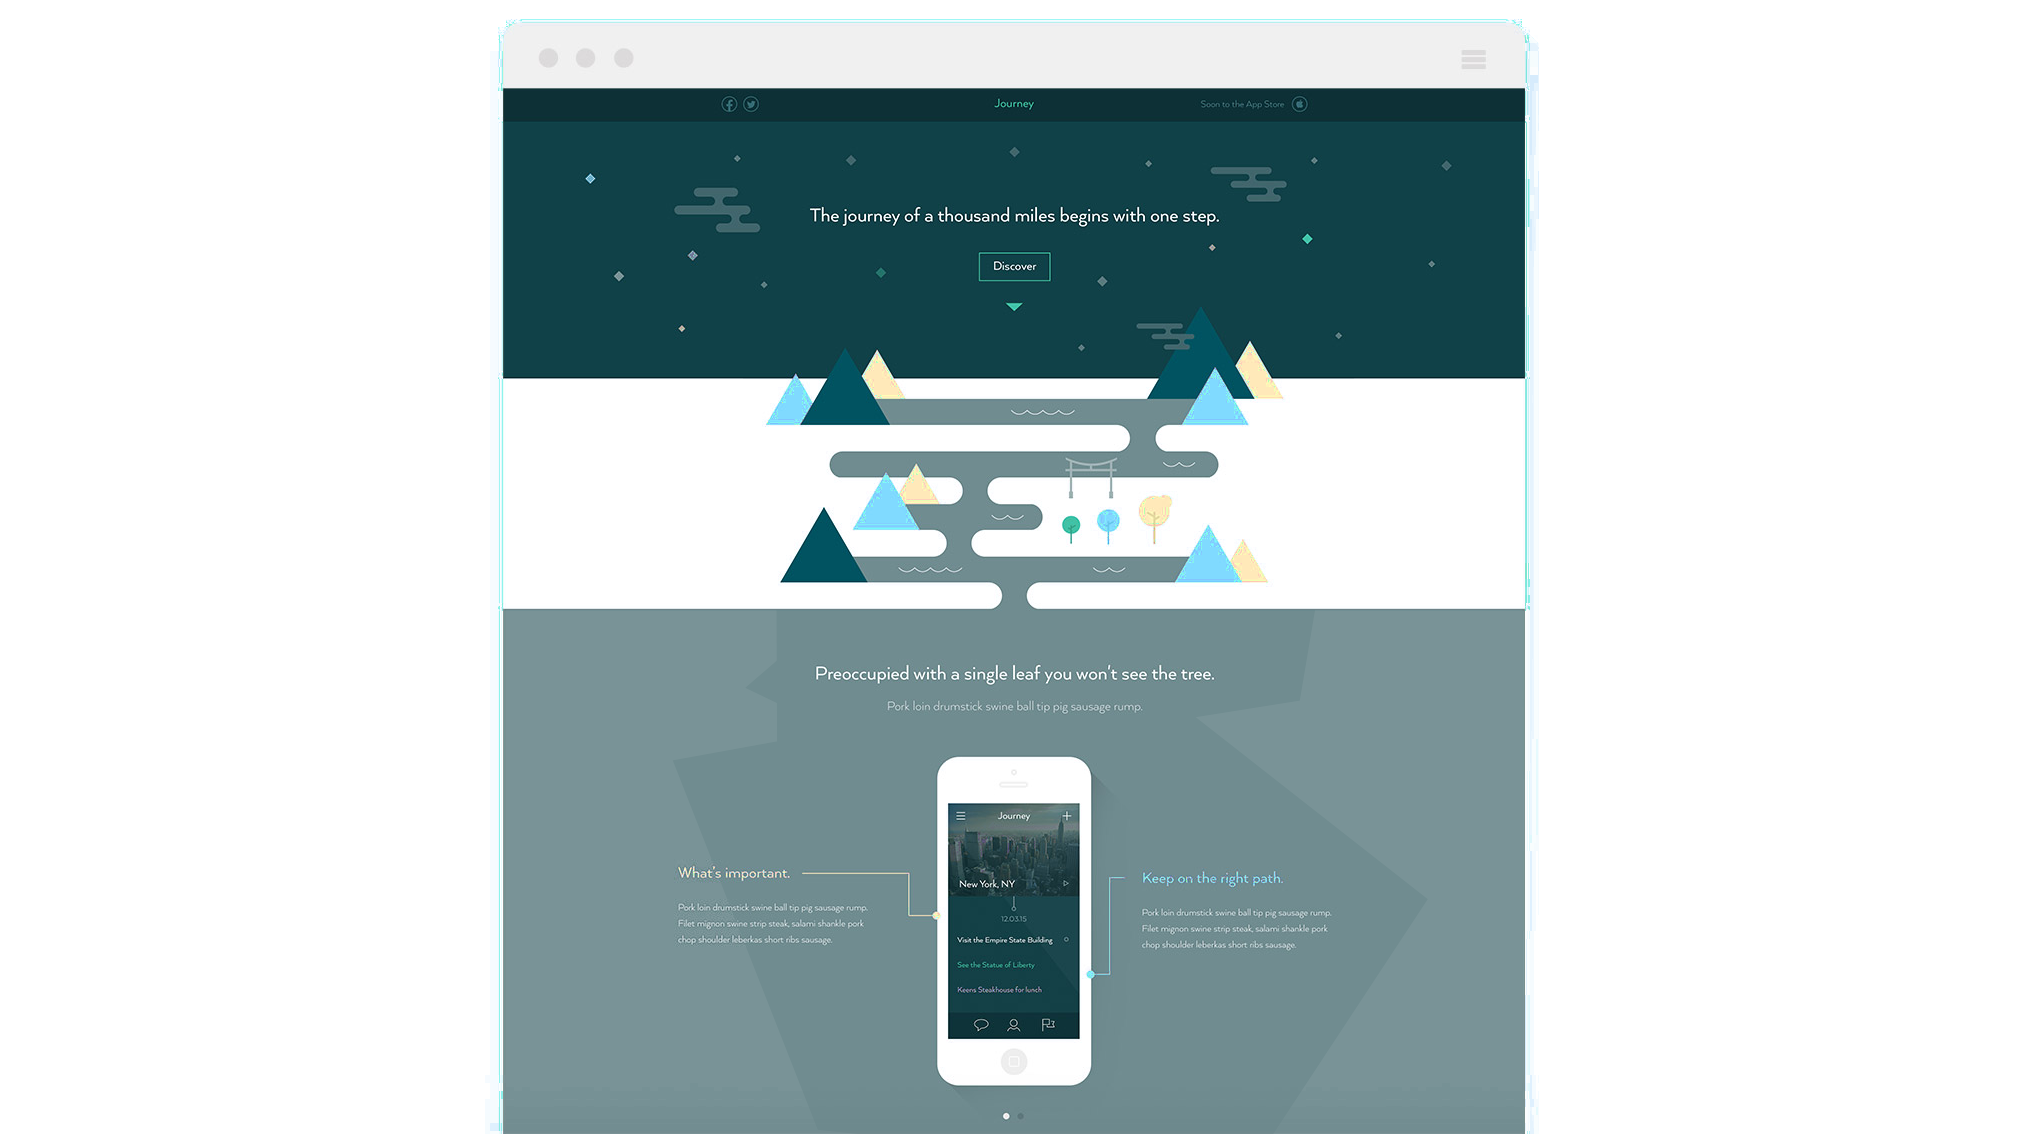 Journey
Soon to the App Store
The journey of a thousand miles begins with one step.
Discover
Preoccupied with a single leaf you won't see the tree.
Pork loin drumstick swine ball tip pig sausage rump.
What's important.
Pork loin drumstick swine ball tip pig sausage rump.
Filet mignon swine strip steak, salami shankle pork
chop shoulder leberkas short ribs sausage.
Journey
New York, NY
12.03.15
Visit the Empire State Building
See the Statue of Liberty
Keens Steakhouse for lunch
Keep on the right path.
Pork loin drumstick swine ball tip pig sausage rump.
Filet mignon swine strip steak, salami shankle pork
chop shoulder leberkas short ribs sausage.